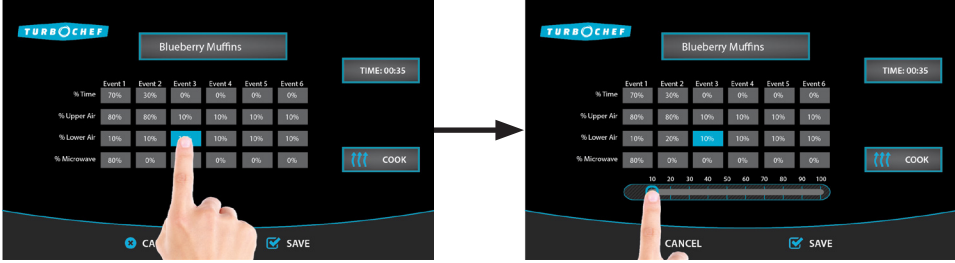 TURBOCHEF
Blueberry Muffins
TIME: 00:35
Event 1 Event 2 Event 3 Event 4 Event 5 Event 6
% Time 70% 30% 0% 0% 0% 0%
% Upper Air 80% 80% 10% 10% 10% 10%
% Lower Air 10% 10% 10% 10% 10%
% Microwave 80% 0% 0% 0% 0%
COOK
SAVE
TURBOCHEF
Blueberry Muffins
TIME: 00:35
Event 1 Event 2 Event 3 Event 4 Event 5 Event 6
% Time 70% 30% 0% 0% 0% 0%
% Upper Air 80% 80% 10% 10% 10% 10%
% Lower Air 10% 20% 10% 10% 10% 10%
% Microwave 80% 0% 0% 0% 0% 0%
COOK
10 20 30 40 50 60 70 80 90 100
CANCEL SAVE